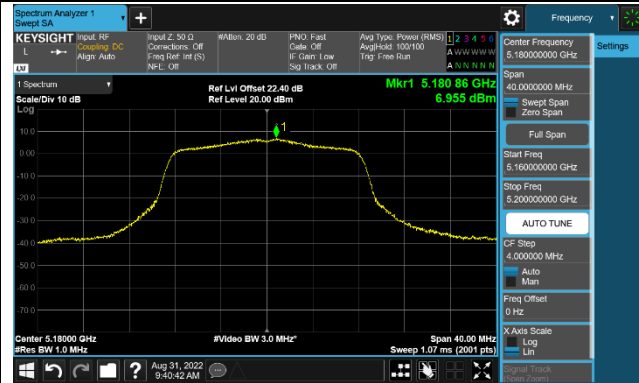 Spectrum Analyzer 1
Swept SA
+
Frequency
KEYSIGHT
L
LXI
Input: RF
Coupling: DC
Align: Auto
Input Z: 50 Ω
Corrections: Off
Freq Ref: Int (S)
NFE: Off
#Atten: 20 dB
PNO: Fast
Gate: Off
IF Gain: Low
Sig Track: Off
Avg Type: Power (RMS)
Avg|Hold: 100/100
Trig: Free Run
1 2 3 4 5 6
A W W W W W
A N N N N N
Center Frequency
5.180000000 GHz
Settings
1 Spectrum
Scale/Div 10 dB
Log
Ref Lvl Offset 22.40 dB
Ref Level 20.00 dBm
Mkr1 5.180 86 GHz
6.955 dBm
Span
40.0000000 MHz
Swept Span
Zero Span
Full Span
Start Freq
5.160000000 GHz
Stop Freq
5.200000000 GHz
AUTO TUNE
CF Step
4.000000 MHz
Auto
Man
Freq Offset
0 Hz
X Axis Scale
Log
Lin
Signal Track
(Span Zoom)
1
10.0
0.00
-10.0
-20.0
-30.0
-40.0
-50.0
-60.0
-70.0
Center 5.18000 GHz
#Res BW 1.0 MHz
#Video BW 3.0 MHz*
Span 40.00 MHz
Sweep 1.07 ms (2001 pts)
?
Aug 31, 2022
9:40:42 AM